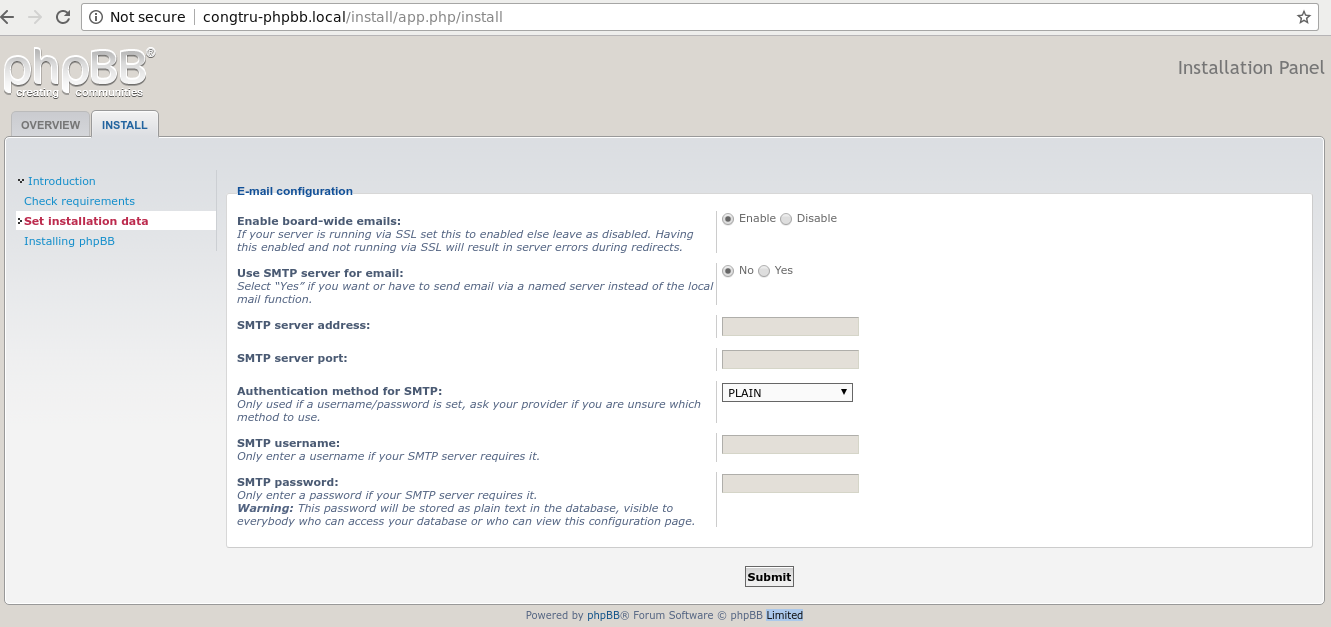 Not secure congtru-phpbb.local/install/app.php/install
phpBB®
creating communities
Installation Panel
OVERVIEW INSTALL
Introduction
Check requirements
Set installation data
Installing phpBB
E-mail configuration
Enable board-wide emails:
If your server is running via SSL set this to enabled else leave as disabled. Having
this enabled and not running via SSL will result in server errors during redirects.
Enable Disable
Use SMTP server for email:
Select “Yes” if you want or have to send email via a named server instead of the local
mail function.
No Yes
SMTP server address:
SMTP server port:
Authentication method for SMTP:
Only used if a username/password is set, ask your provider if you are unsure which
method to use.
PLAIN
SMTP username:
Only enter a username if your SMTP server requires it.
SMTP password:
Only enter a password if your SMTP server requires it.
Warning: This password will be stored as plain text in the database, visible to
everybody who can access your database or who can view this configuration page.
Submit
Powered by phpBB® Forum Software © phpBB Limited